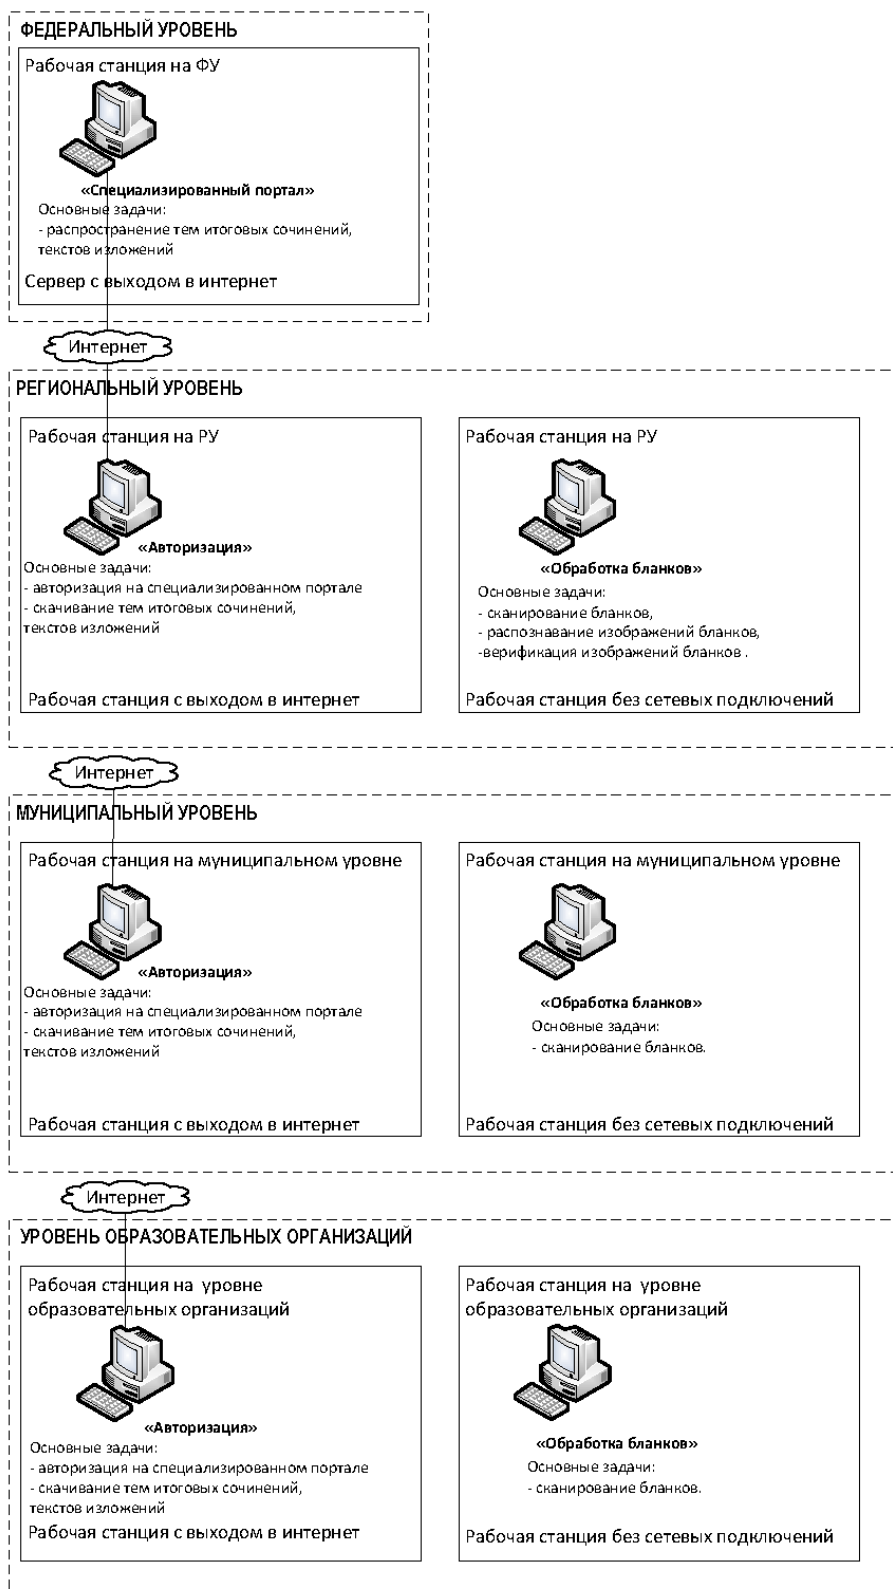 ФЕДЕРАЛЬНЫЙ УРОВЕНЬ
Рабочая станция на ФУ
«Специализированный портал»
Основные задачи:
- распространение тем итоговых сочинений,
текстов изложений
Сервер с выходом в интернет
Интернет
РЕГИОНАЛЬНЫЙ УРОВЕНЬ
Рабочая станция на РУ
«Авторизация»
Основные задачи:
- авторизация на специализированном портале
- скачивание тем итоговых сочинений,
текстов изложений
Рабочая станция с выходом в интернет
Рабочая станция на РУ
«Обработка бланков»
Основные задачи:
- сканирование бланков,
- распознавание изображений бланков,
-верификация изображений бланков .
Рабочая станция без сетевых подключений
Интернет
МУНИЦИПАЛЬНЫЙ УРОВЕНЬ
Рабочая станция на муниципальном уровне
«Авторизация»
Основные задачи:
- авторизация на специализированном портале
- скачивание тем итоговых сочинений,
текстов изложений
Рабочая станция с выходом в интернет
Рабочая станция на муниципальном уровне
«Обработка бланков»
Основные задачи:
- сканирование бланков.
Рабочая станция без сетевых подключений
Интернет
УРОВЕНЬ ОБРАЗОВАТЕЛЬНЫХ ОРГАНИЗАЦИЙ
Рабочая станция на уровне
образовательных организаций
«Авторизация»
Основные задачи:
- авторизация на специализированном портале
- скачивание тем итоговых сочинений,
текстов изложений
Рабочая станция с выходом в интернет
Рабочая станция на уровне
образовательных организаций
«Обработка бланков»
Основные задачи:
- сканирование бланков.
Рабочая станция без сетевых подключений